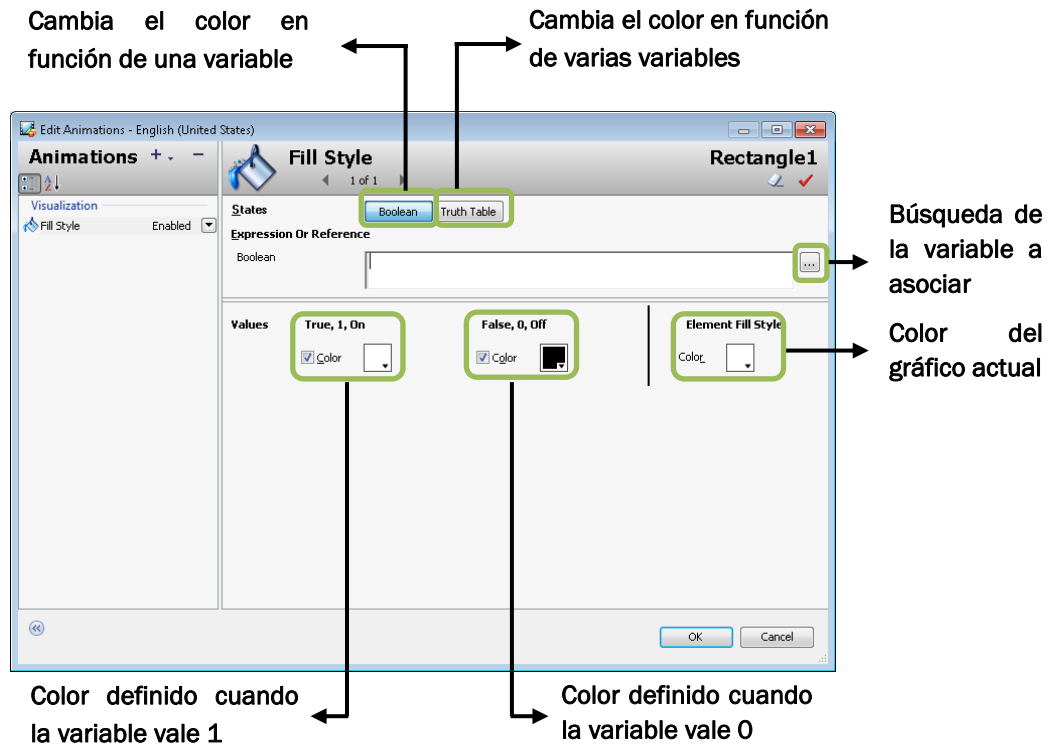 Cambia el color en
función de una variable
Cambia el color en función
de varias variables
Edit Animations - English (United States)
Animations + -
Fill Style
Rectangle1
1 of 1
Visualization
Fill Style Enabled
States Boolean Truth Table
Expression Or Reference
Boolean
...
Búsqueda de
la variable a
asociar
Values True, 1, On False, 0, Off Element Fill Style
Color Color Color
Color del
gráfico actual
OK Cancel
Color definido cuando
la variable vale 1
Color definido cuando
la variable vale 0